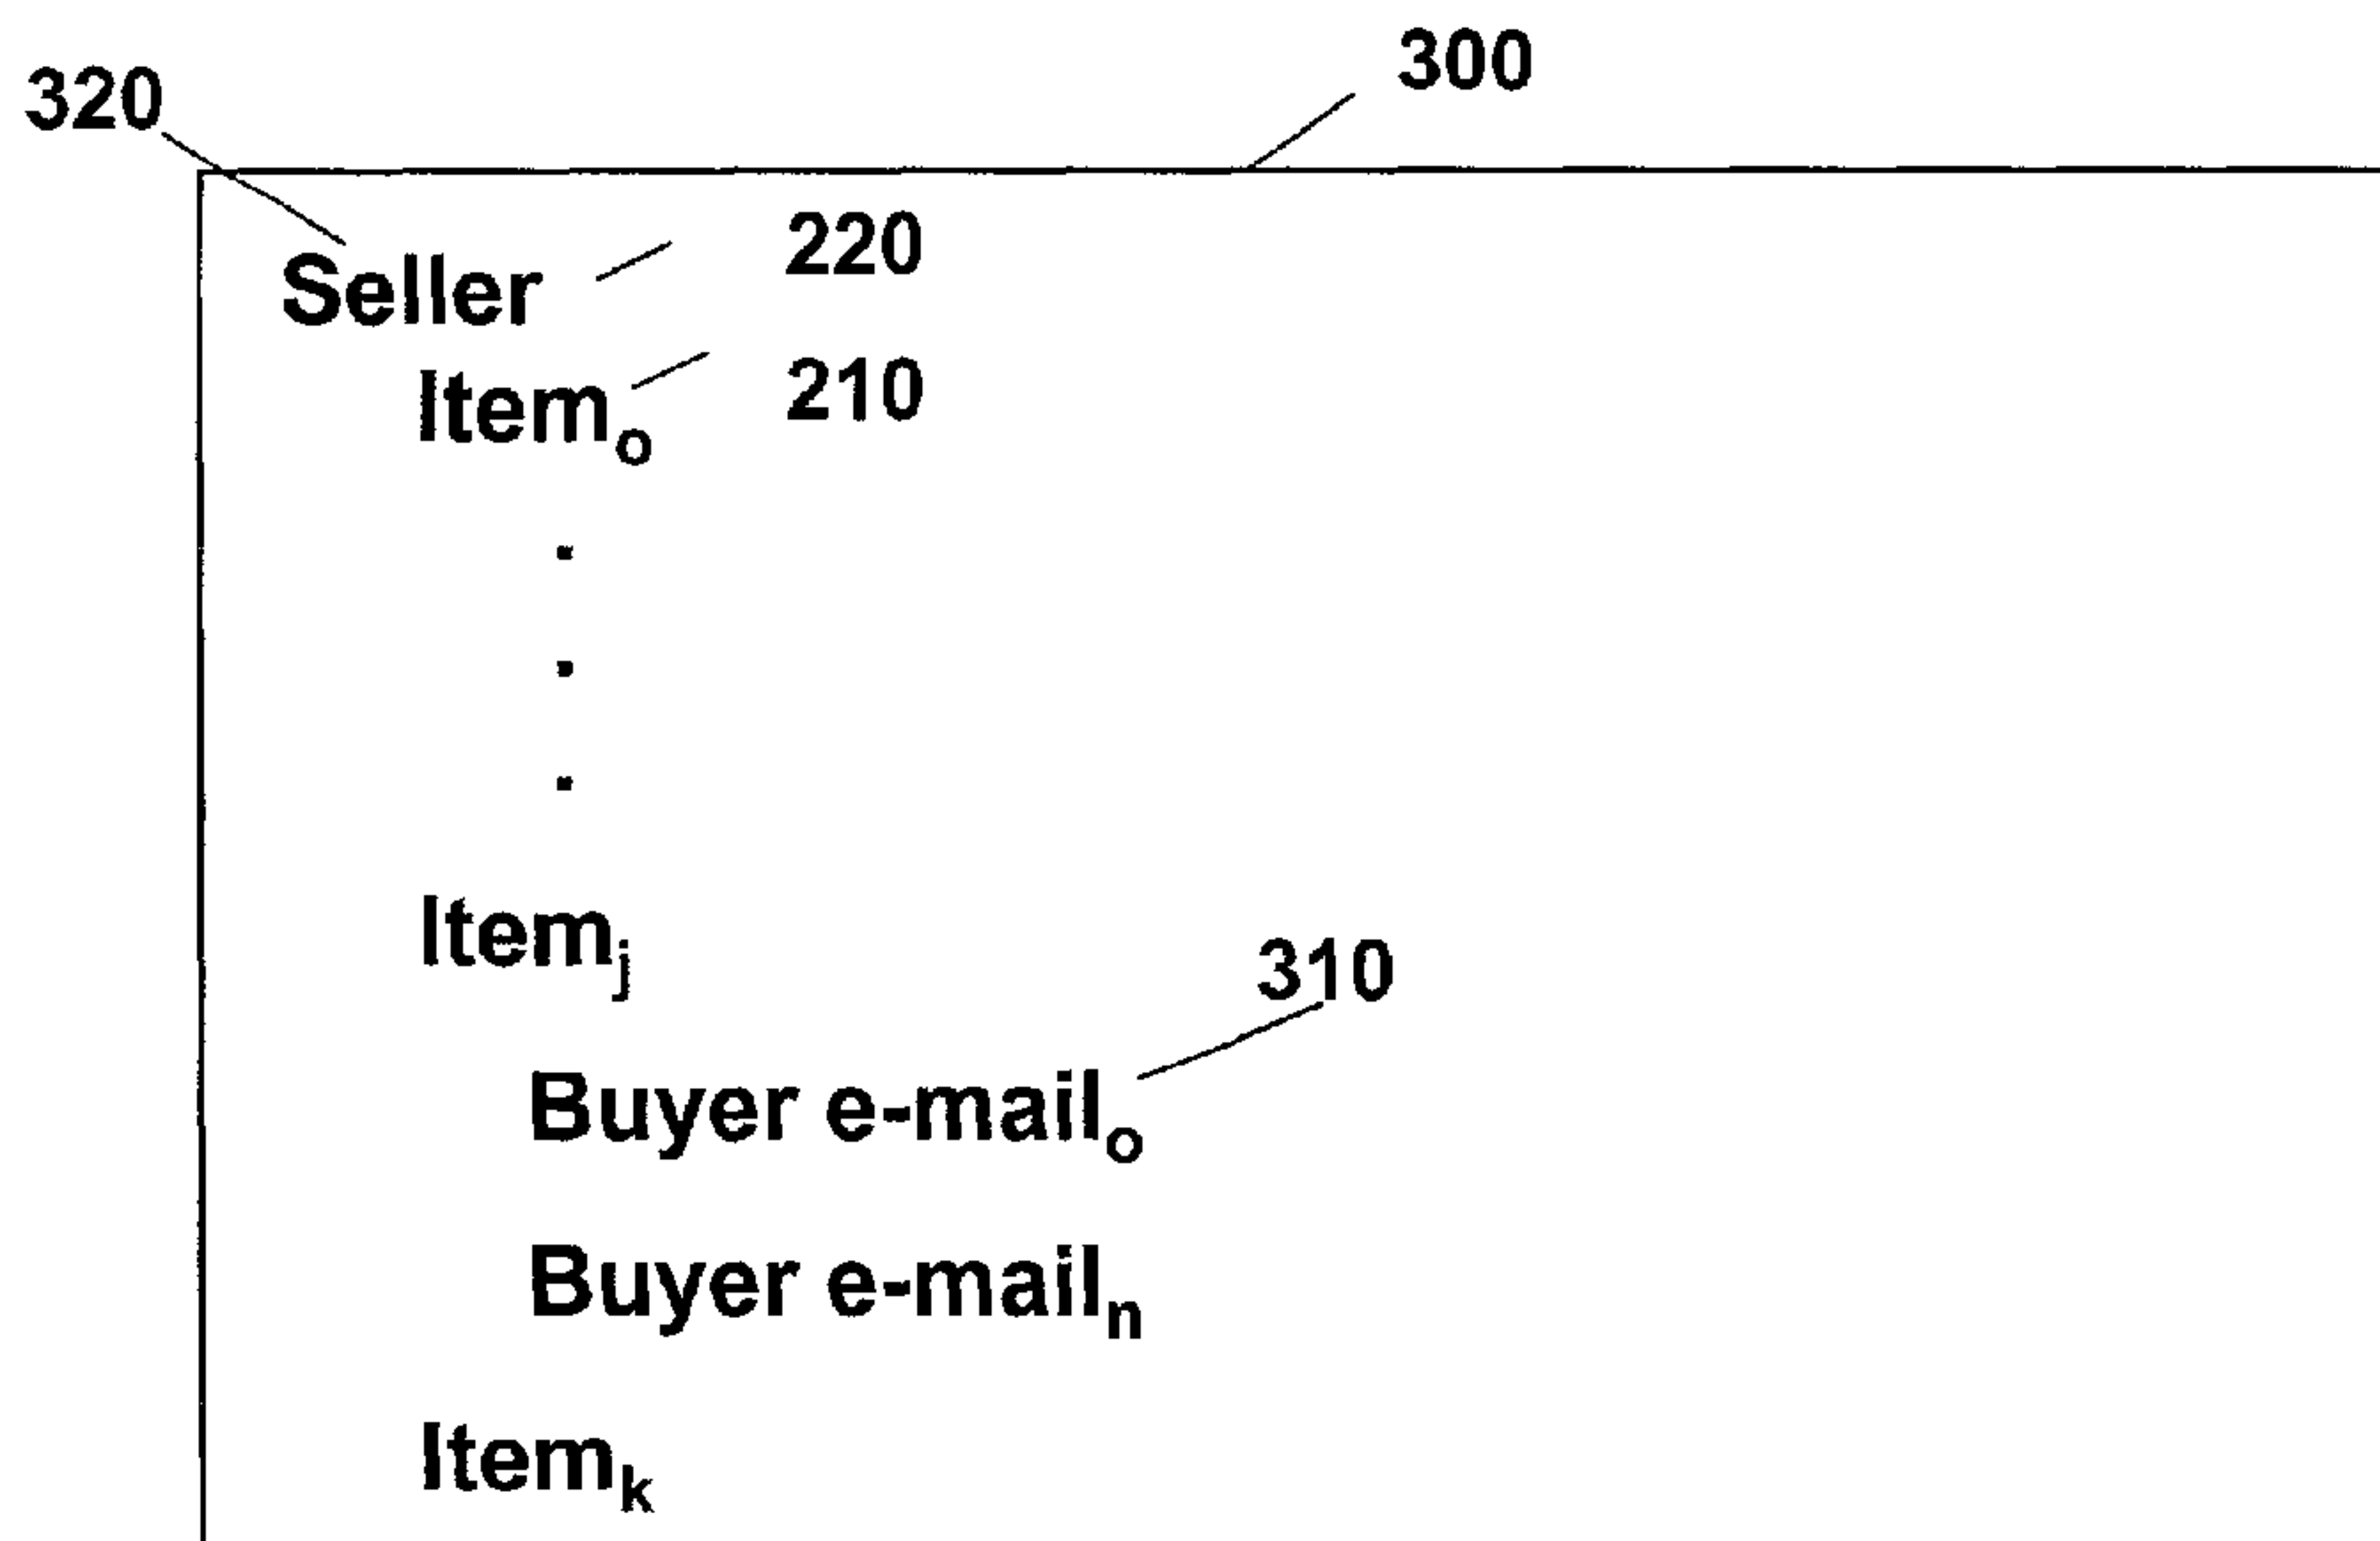 300
320
Seller 220
Itemo 210
.
.
.
Itemj
310
Buyer e-mailo
Buyer e-mailn
Itemk